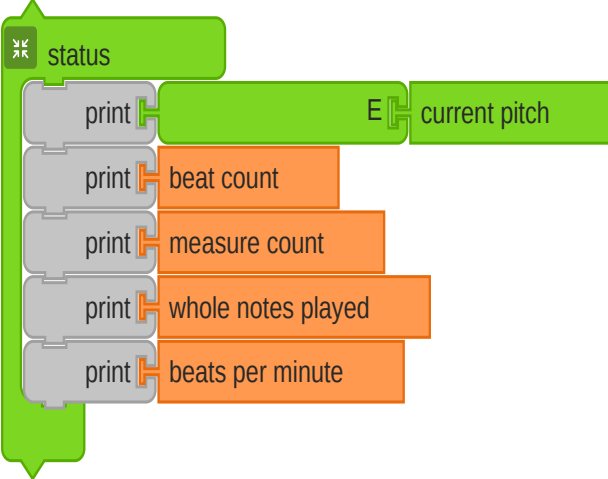 status
print E current pitch
print beat count
print measure count
print whole notes played
print beats per minute